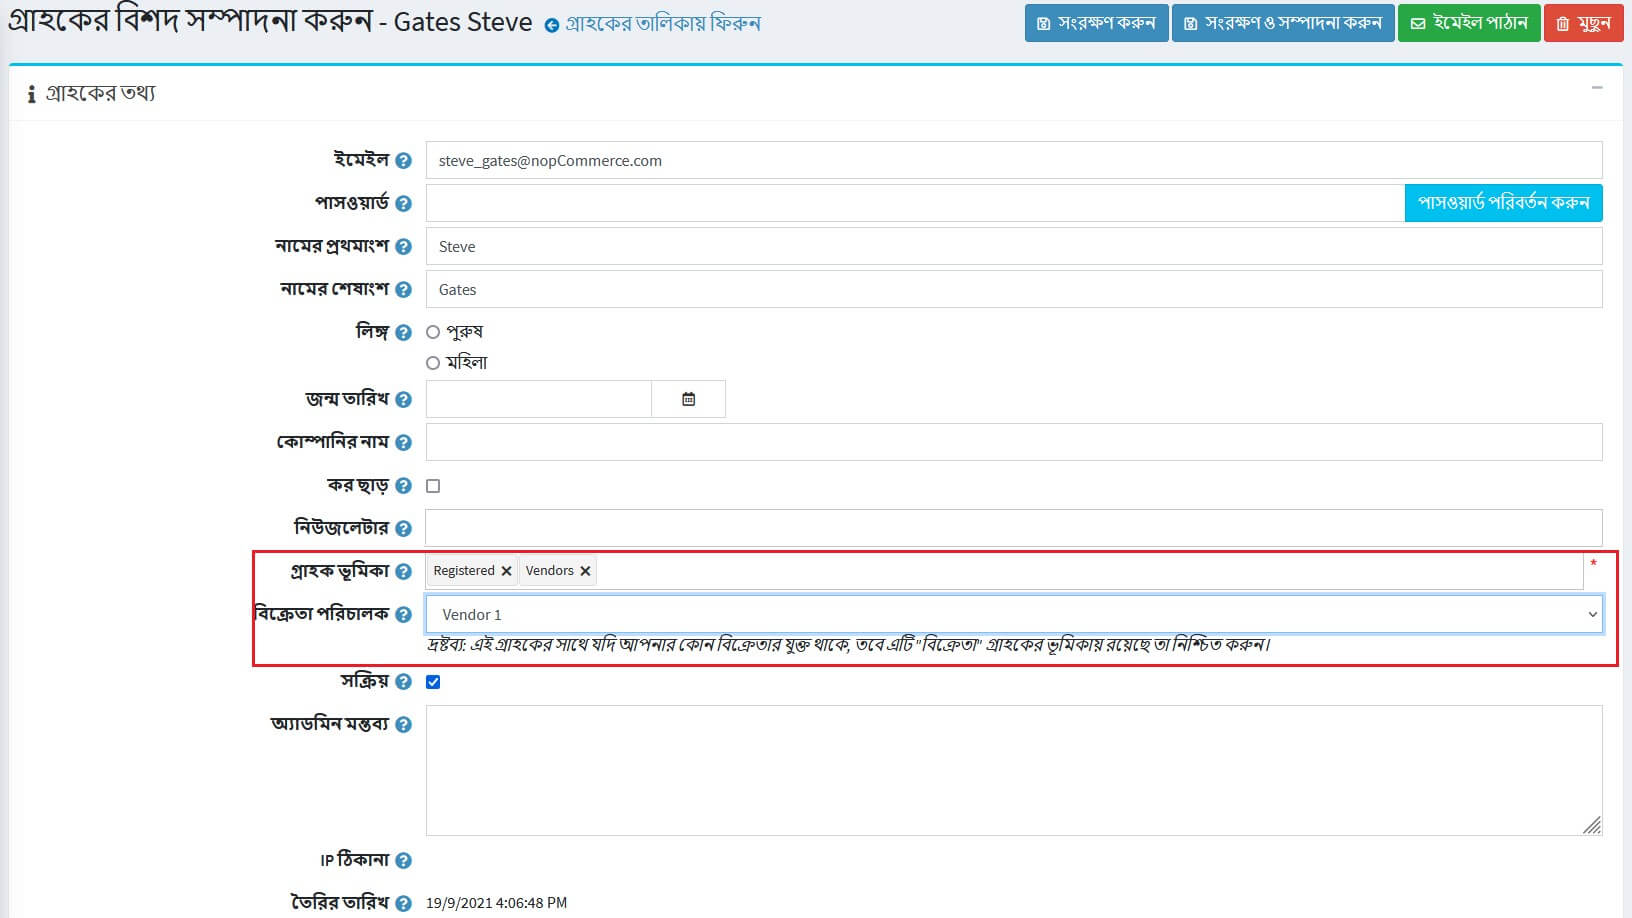 গ্রাহকের বিশদ সম্পাদনা করুন - Gates Steve গ্রাহকের তালিকায় ফিরুন সংরক্ষণ করুন সংরক্ষণ ও সম্পাদনা করুন ইমেইল পাঠান মুছুন
গ্রাহকের তথ্য
ইমেইল steve_gates@nopCommerce.com
পাসওয়ার্ড পাসওয়ার্ড পরিবর্তন করুন
নামের প্রথমাংশ Steve
নামের শেষাংশ Gates
লিঙ্গ পুরুষ
মহিলা
জন্ম তারিখ
কোম্পানির নাম
কর ছাড়
নিউজলেটার
গ্রাহক ভূমিকা Registered Vendors *
বিক্রেতা পরিচালক Vendor 1
দ্রষ্টব্য: এই গ্রাহকের সাথে যদি আপনার কোন বিক্রেতার যুক্ত থাকে, তবে এটি "বিক্রেতা" গ্রাহকের ভূমিকায় রয়েছে তা নিশ্চিত করুন।
সক্রিয়
অ্যাডমিন মন্তব্য
IP ঠিকানা
তৈরির তারিখ 19/9/2021 4:06:48 PM